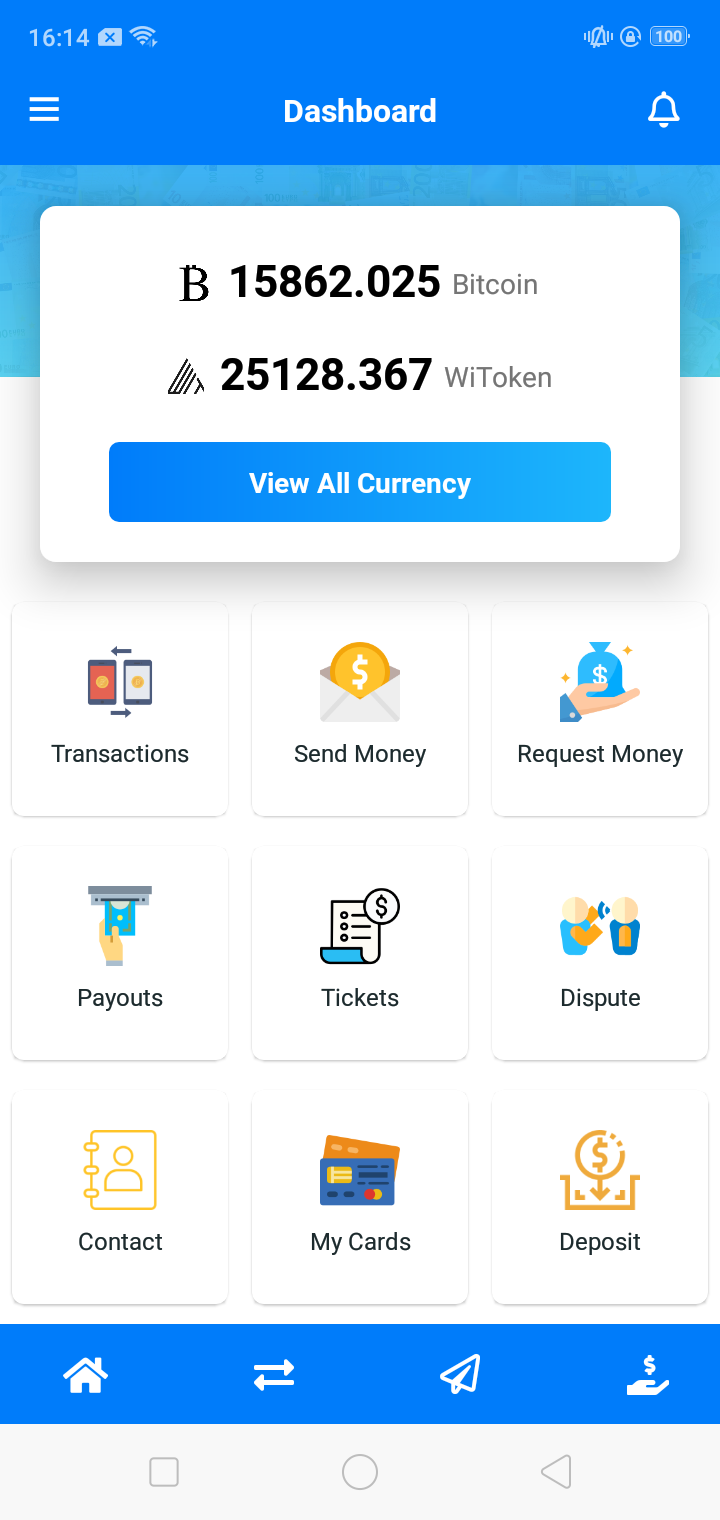 16:14
100
Dashboard
15862.025 Bitcoin
25128.367 WiToken
View All Currency
Transactions
Send Money
Request Money
Payouts
Tickets
Dispute
Contact
My Cards
Deposit